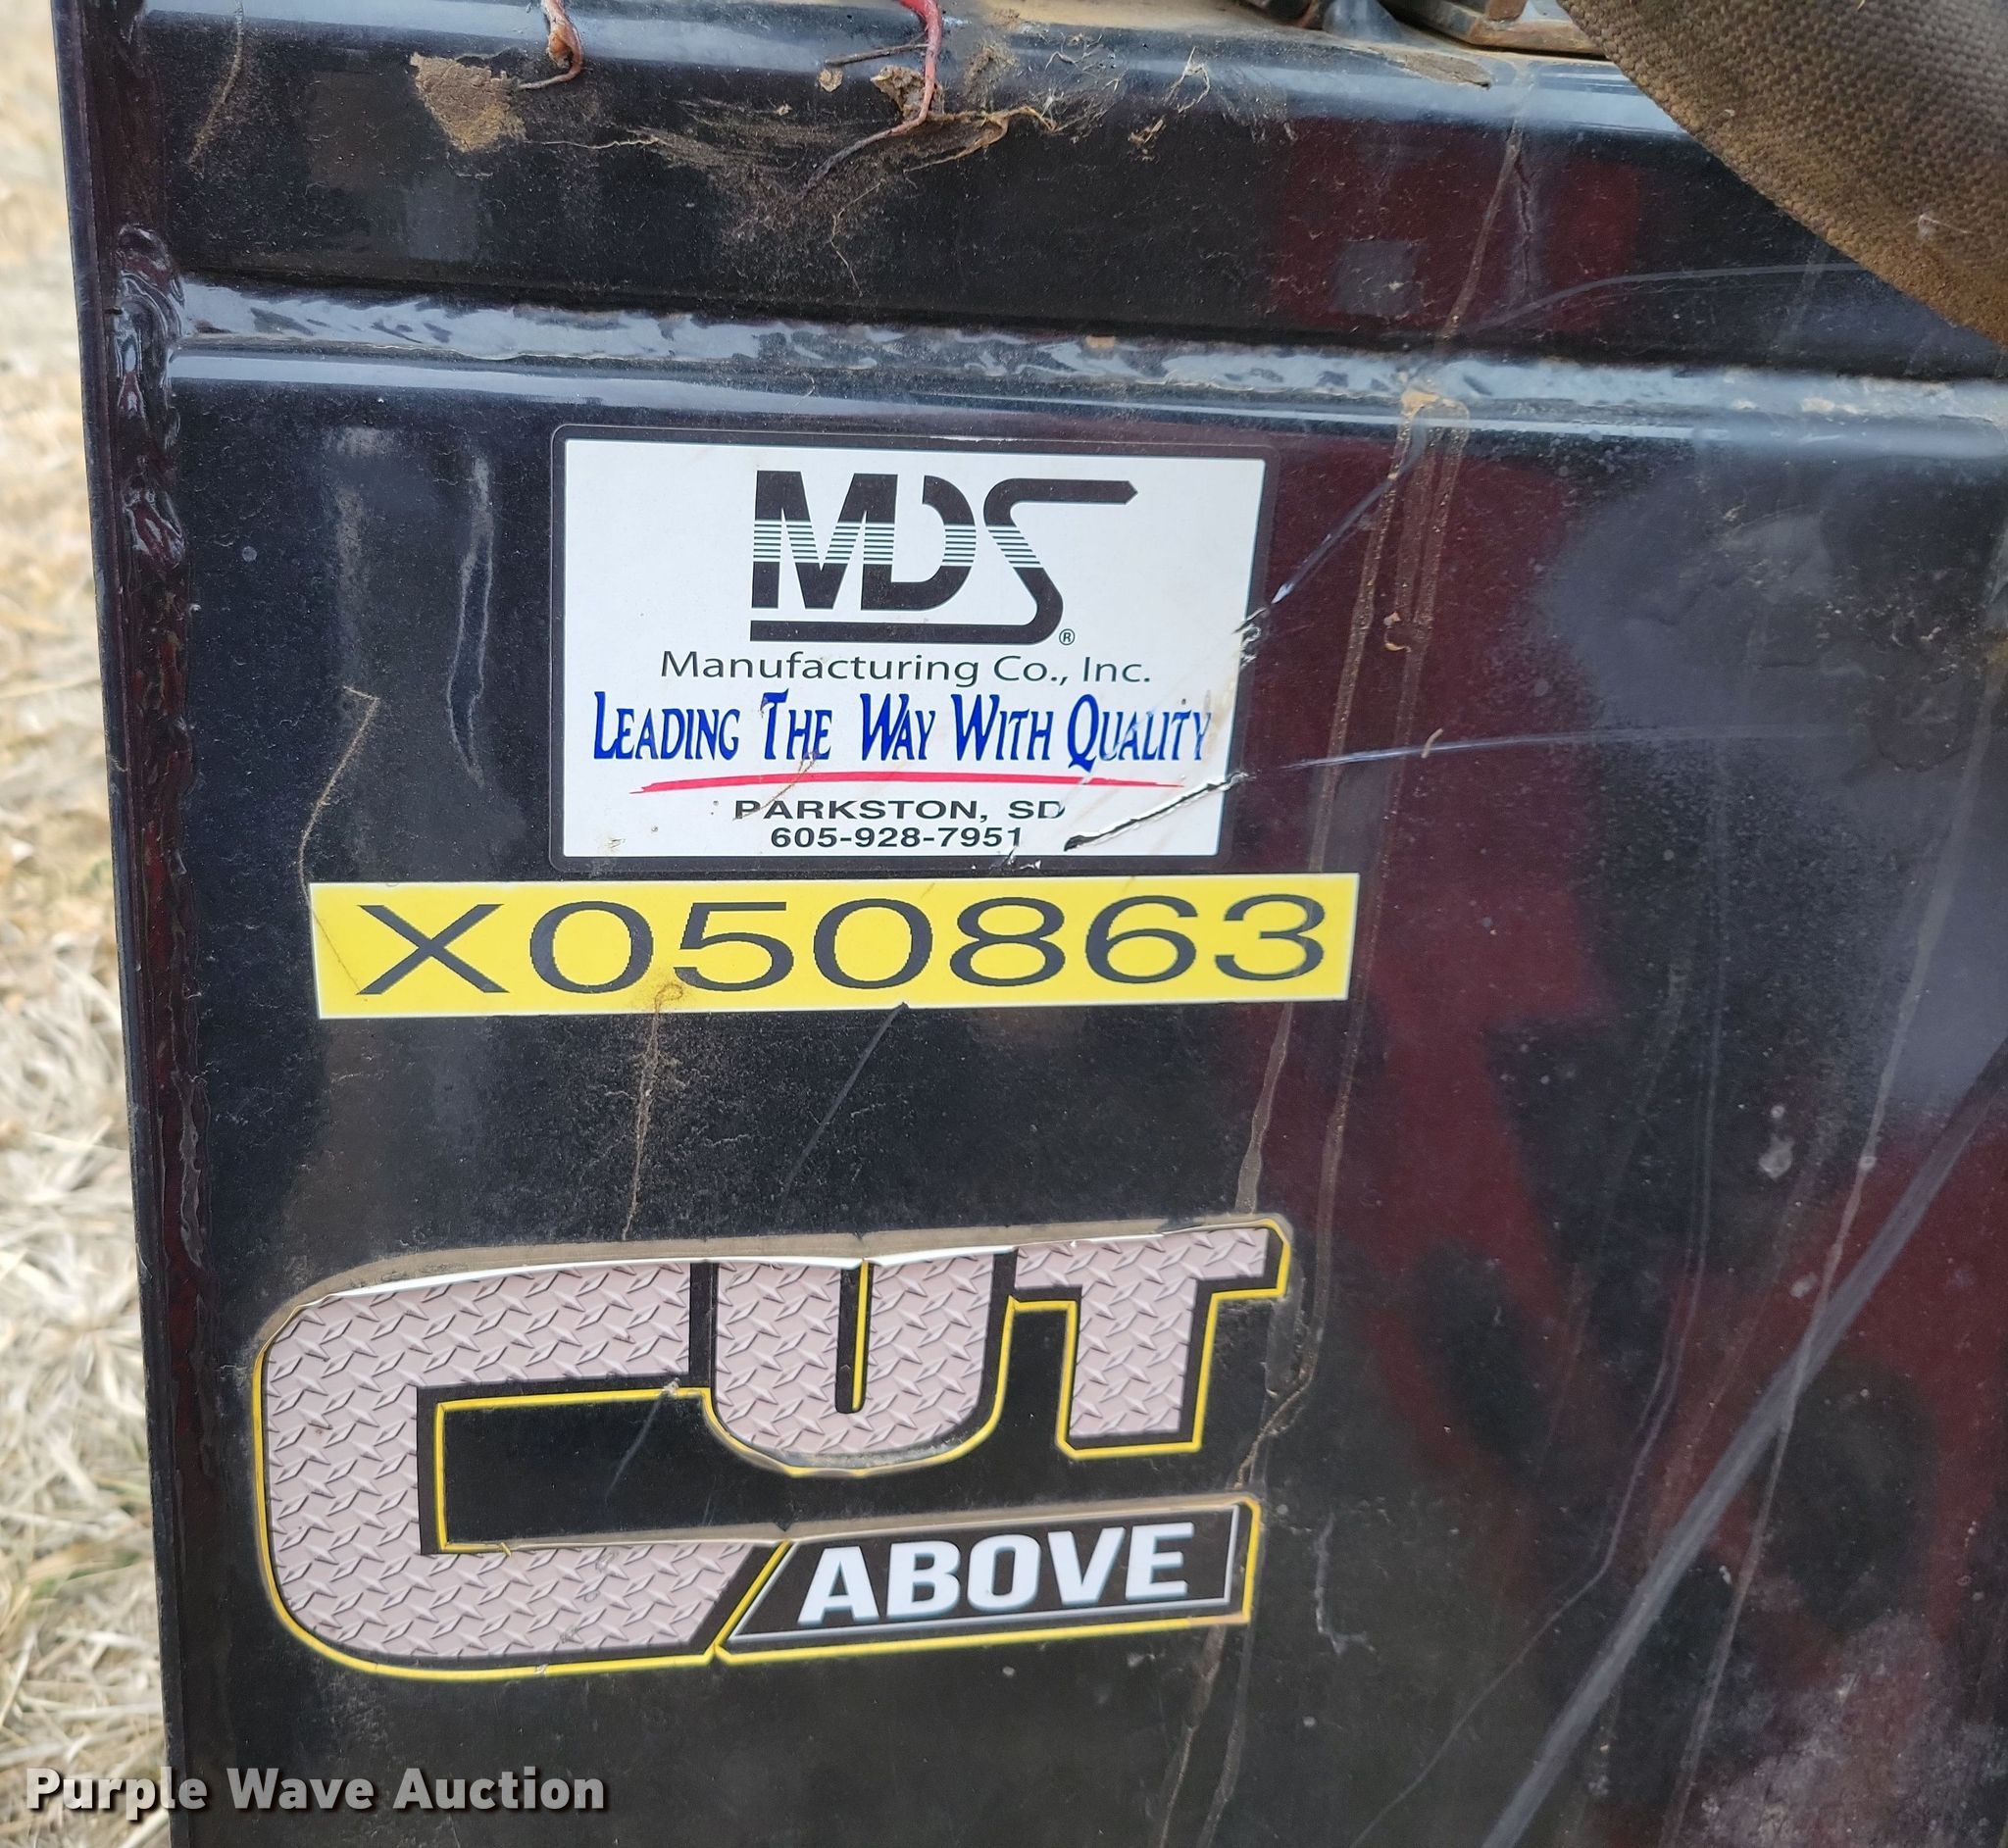 MDS®
Manufacturing Co., Inc.
LEADING THE WAY WITH QUALITY
PARKSTON, SD
605-928-7951
X050863
CUT
ABOVE
Purple Wave Auction